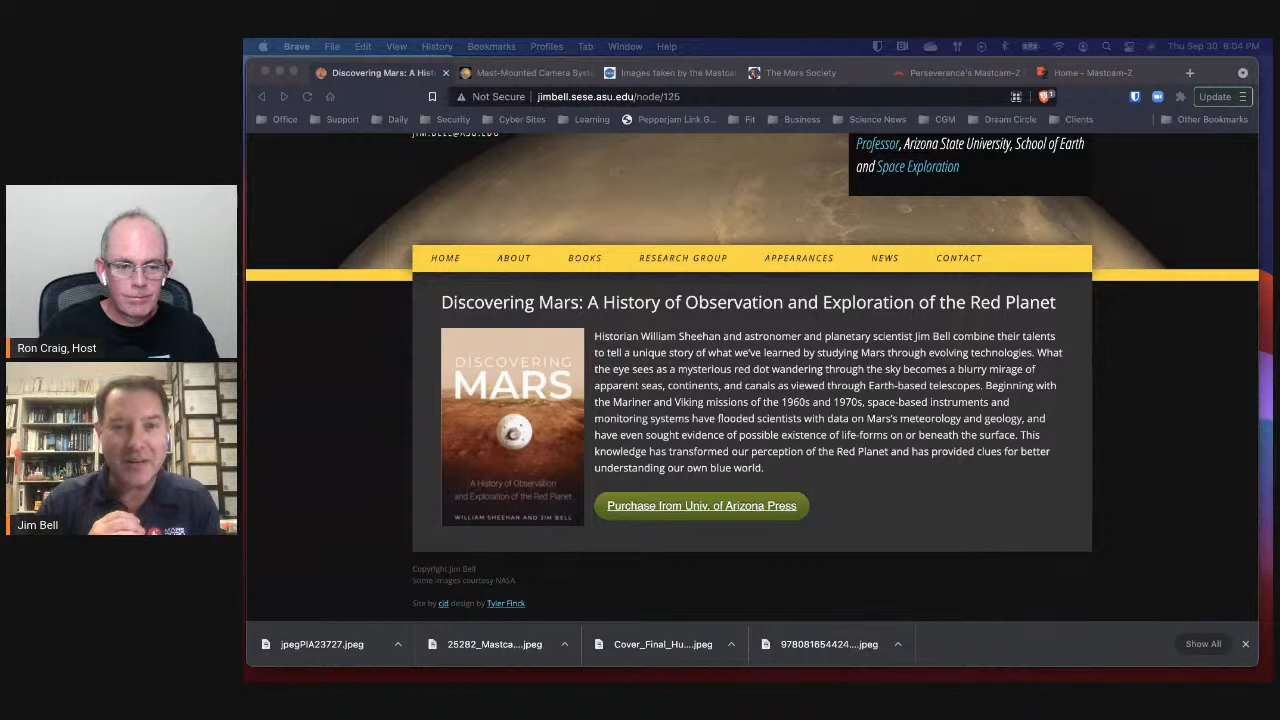 Brave File Edit View History Bookmarks Profiles Tab Window Help
Thu Sep 30 8:04 PM
Discovering Mars: A Hist
Mast-Mounted Camera Syst
Images taken by the Mastca
The Mars Society
Perseverance's Mastcam-Z
Home - Mastcam-Z
Not Secure
jimbell.sese.asu.edu/node/125
1
Update
Office Support Daily Security Cyber Bites Learning Pepperjam Link G... Fit Business Science News CGM Dream Circle Clients Other Bookmarks
Professor, Arizona State University, School of Earth
and Space Exploration
HOME ABOUT BOOKS RESEARCH GROUP APPEARANCES NEWS CONTACT
Discovering Mars: A History of Observation and Exploration of the Red Planet
DISCOVERING
MARS
A History of Observation
and Exploration of the Red Planet
WILLIAM SHEEHAN AND JIM BELL
Historian William Sheehan and astronomer and planetary scientist Jim Bell combine their talents
to tell a unique story of what we've learned by studying Mars through evolving technologies. What
the eye sees as a mysterious red dot wandering through the sky becomes a blurry mirage of
apparent seas, continents, and canals as viewed through Earth-based telescopes. Beginning with
the Mariner and Viking missions of the 1960s and 1970s, space-based instruments and
monitoring systems have flooded scientists with data on Mars's meteorology and geology, and
have even sought evidence of possible existence of life-forms on or beneath the surface. This
knowledge has transformed our perception of the Red Planet and has provided clues for better
understanding our own blue world.
Purchase from Univ. of Arizona Press
Copyright Jim Bell
Some images courtesy NASA
Site by cjd design by Tyler Finck
jpegPIA23727.jpeg
25282_Mastca....jpeg
Cover_Final_Hu....jpeg
978081654424....jpeg
Show All
Ron Craig, Host
Jim Bell